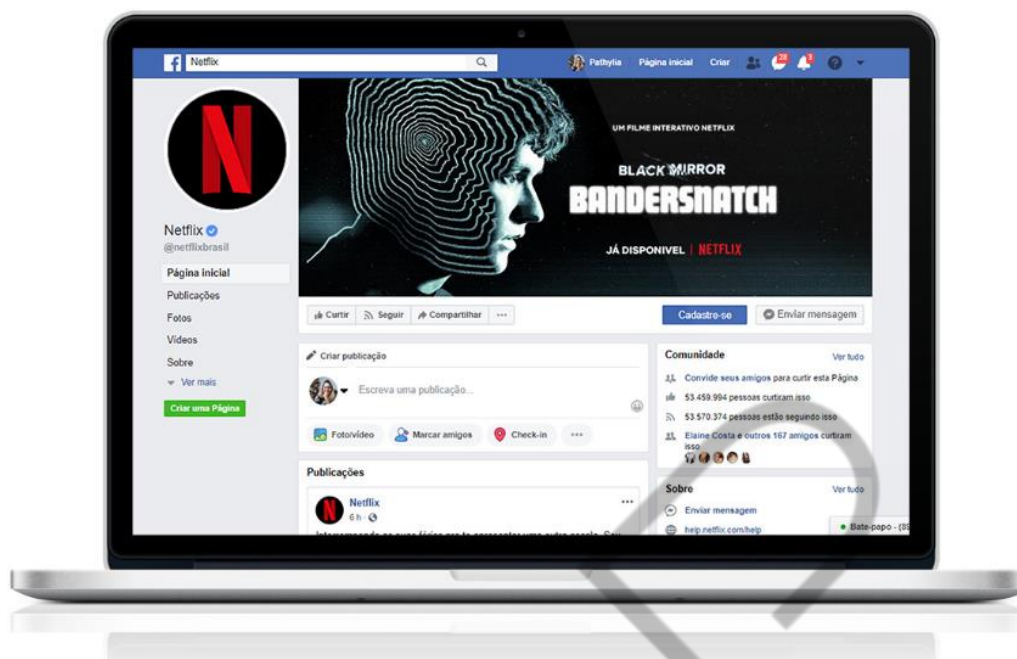 Netflix
Pathylia Página inicial Criar
28 3
UM FILME INTERATIVO NETFLIX
BLACK MIRROR
BANDERSNATCH
JÁ DISPONIVEL | NETFLIX
Netflix
@netflixbrasil
Página inicial
Publicações
Fotos
Vídeos
Sobre
Ver mais
Criar uma Página
Curtir Seguir Compartilhar
Cadastre-se Enviar mensagem
Criar publicação
Escreva uma publicação...
Foto/vídeo Marcar amigos Check-in
Publicações
Netflix
6 h
Comunidade Ver tudo
Convide seus amigos para curtir esta Página
53.459.994 pessoas curtiram isso
53.570.374 pessoas estão seguindo isso
Elaine Costa e outros 167 amigos curtiram
isso
Sobre Ver tudo
Enviar mensagem
help.netflix.com/help
Bate-papo - (89